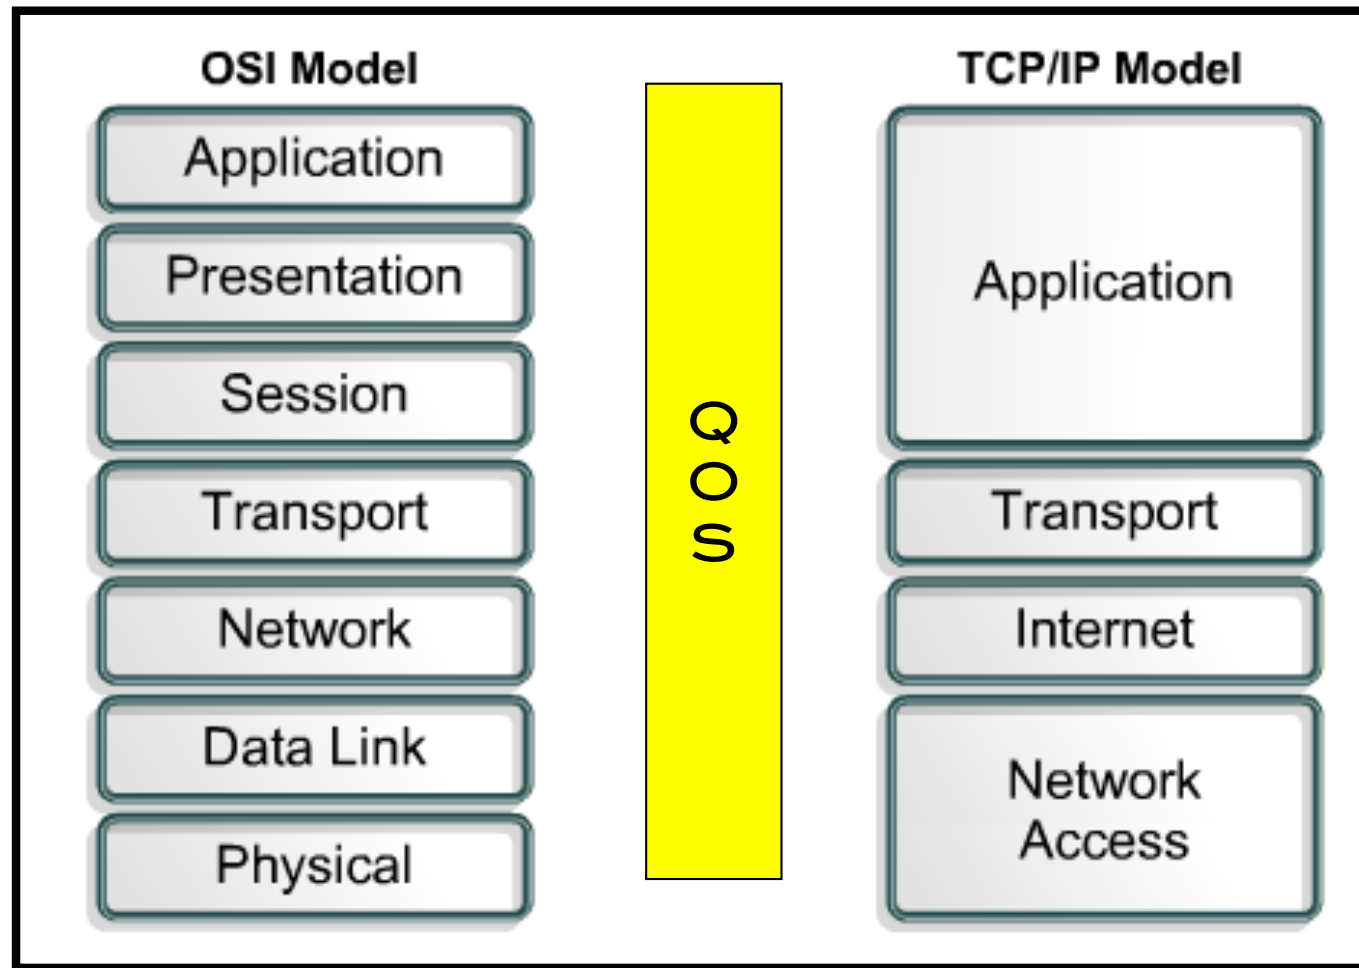 OSI Model
Application
Presentation
Session
Transport
Network
Data Link
Physical
Q
O
S
TCP/IP Model
Application
Transport
Internet
Network
Access